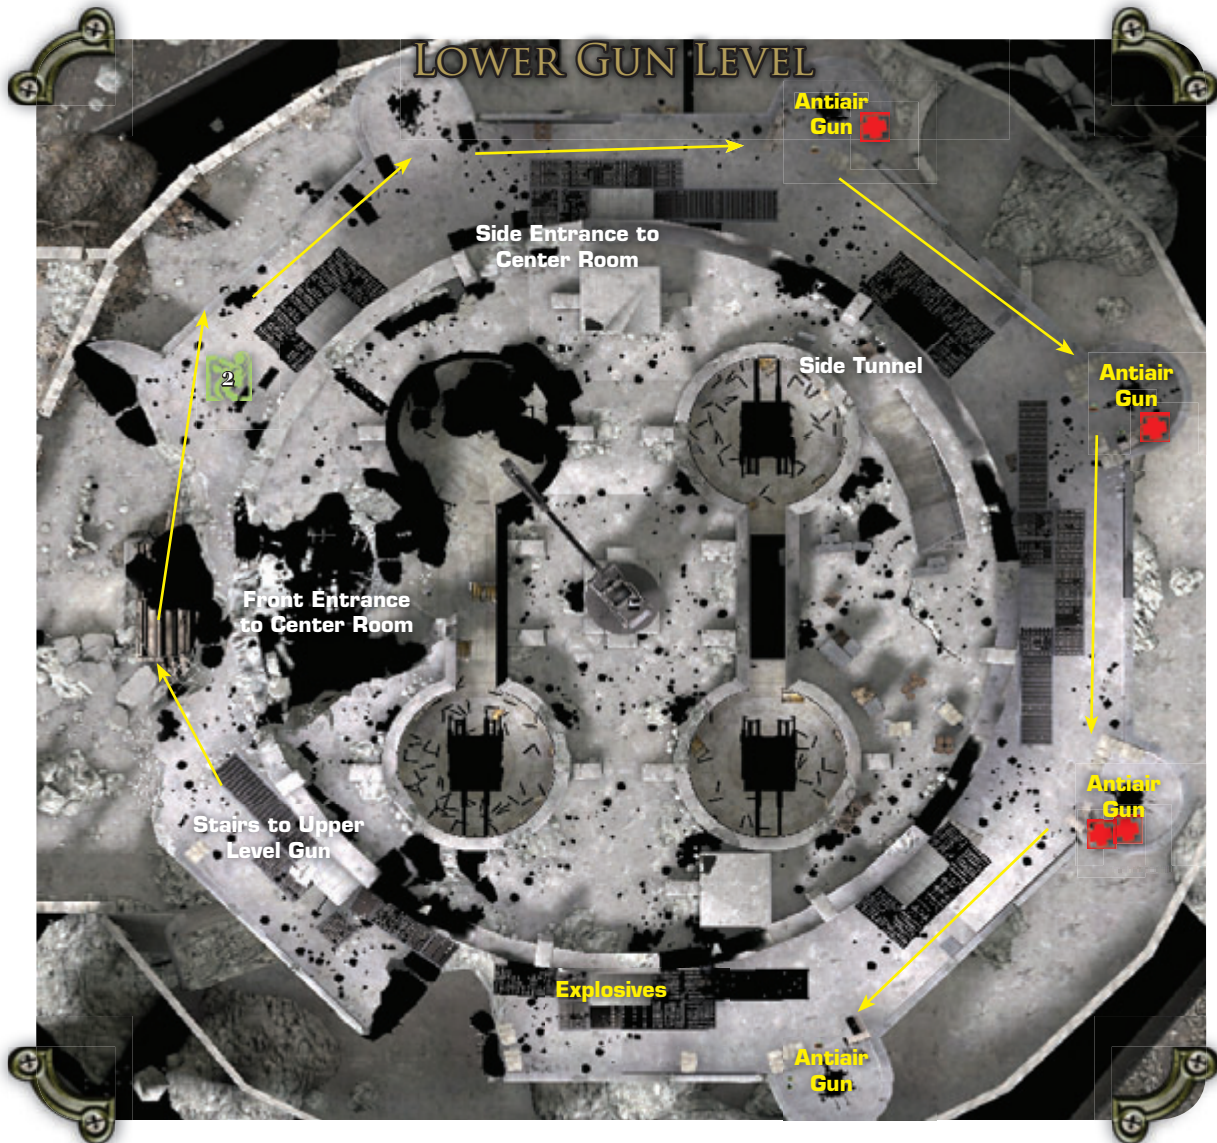 LOWER GUN LEVEL
Antiair
Gun
Side Entrance to
Center Room
Side Tunnel
Antiair
Gun
2
Front Entrance
to Center Room
Antiair
Gun
Stairs to Upper
Level Gun
Explosives
Antiair
Gun